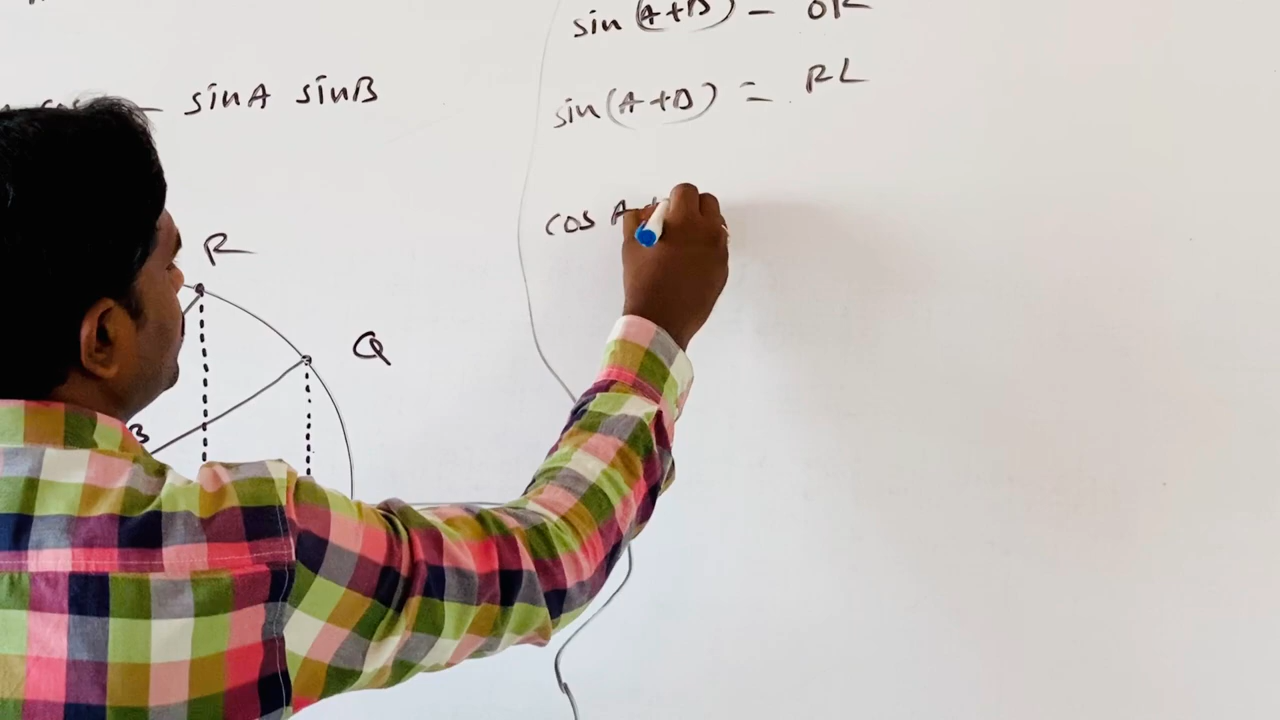 sinA sinB
sin(A+B) = OR
sin(A+B) = RL
cos A
R
Q
B